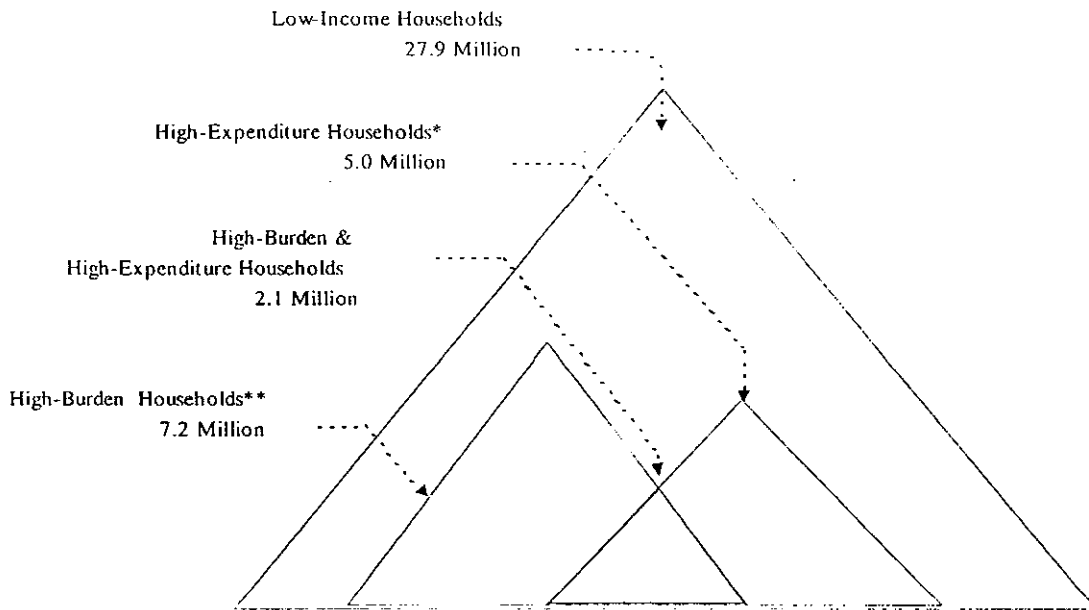 Low-Income Households
27.9 Million
High-Expenditure Households*
5.0 Million
High-Burden &
High-Expenditure Households
2.1 Million
High-Burden Households**
7.2 Million